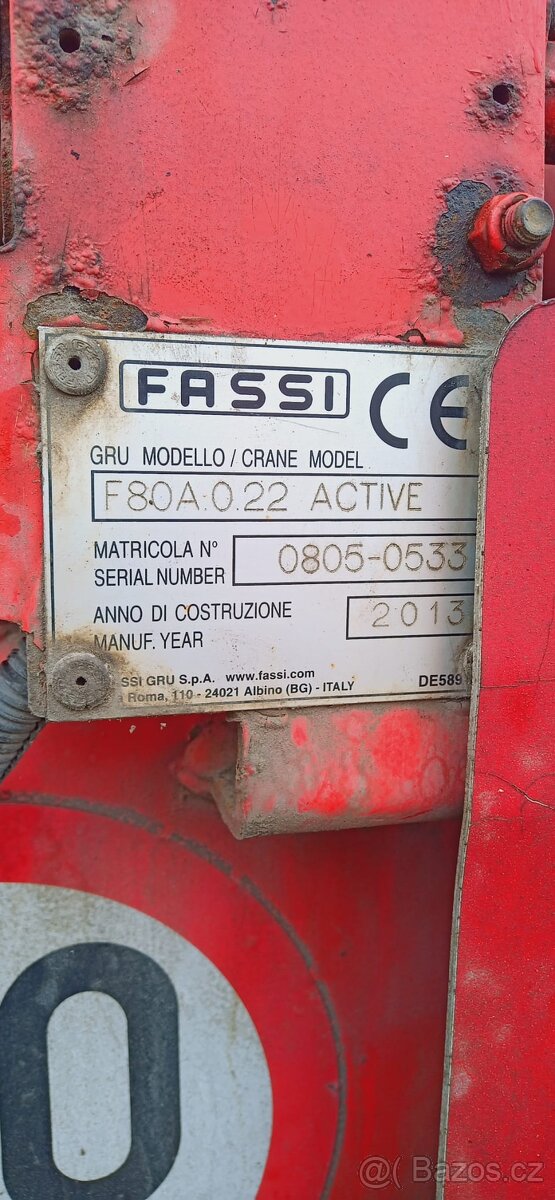 FASSI CE
GRU MODELLO / CRANE MODEL
F80A.0.22 ACTIVE
MATRICOLA N° 0805-0533
SERIAL NUMBER
ANNO DI COSTRUZIONE 2013
MANUF. YEAR
GRU S.p.A. www.fassi.com
Roma, 110 - 24021 Albino (BG) - ITALY DE589
0
@ Bazos.cz